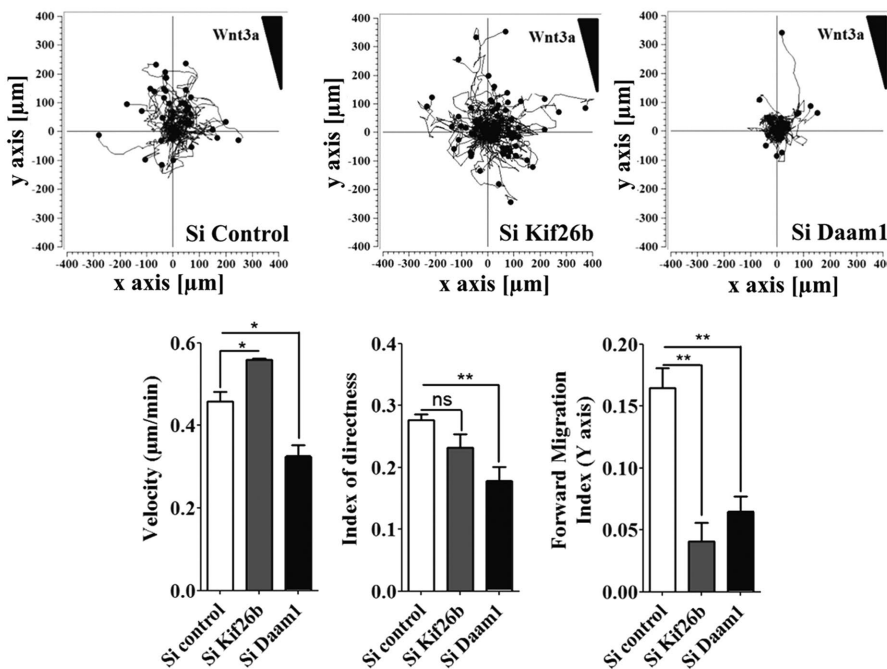 400
300
200
100
0
-100
-200
-300
-400
y axis [µm]
Wnt3a
Si Control
-400 -300 -200 -100 0 100 200 300 400
x axis [µm]
400
300
200
100
0
-100
-200
-300
-400
y axis [µm]
Wnt3a
Si Kif26b
-400 -300 -200 -100 0 100 200 300 400
x axis [µm]
400
300
200
100
0
-100
-200
-300
-400
y axis [µm]
Wnt3a
Si Daam1
-400 -300 -200 -100 0 100 200 300 400
x axis [µm]
Velocity (µm/min)
0.6
0.4
0.2
0.0
*
*
Si control
Si Kif26b
Si Daam1
Index of directness
0.4
0.3
0.2
0.1
0.0
**
ns
Si control
Si Kif26b
Si Daam1
Forward Migration
Index (Y axis)
0.20
0.15
0.10
0.05
0.00
**
**
Si control
Si Kif26b
Si Daam1